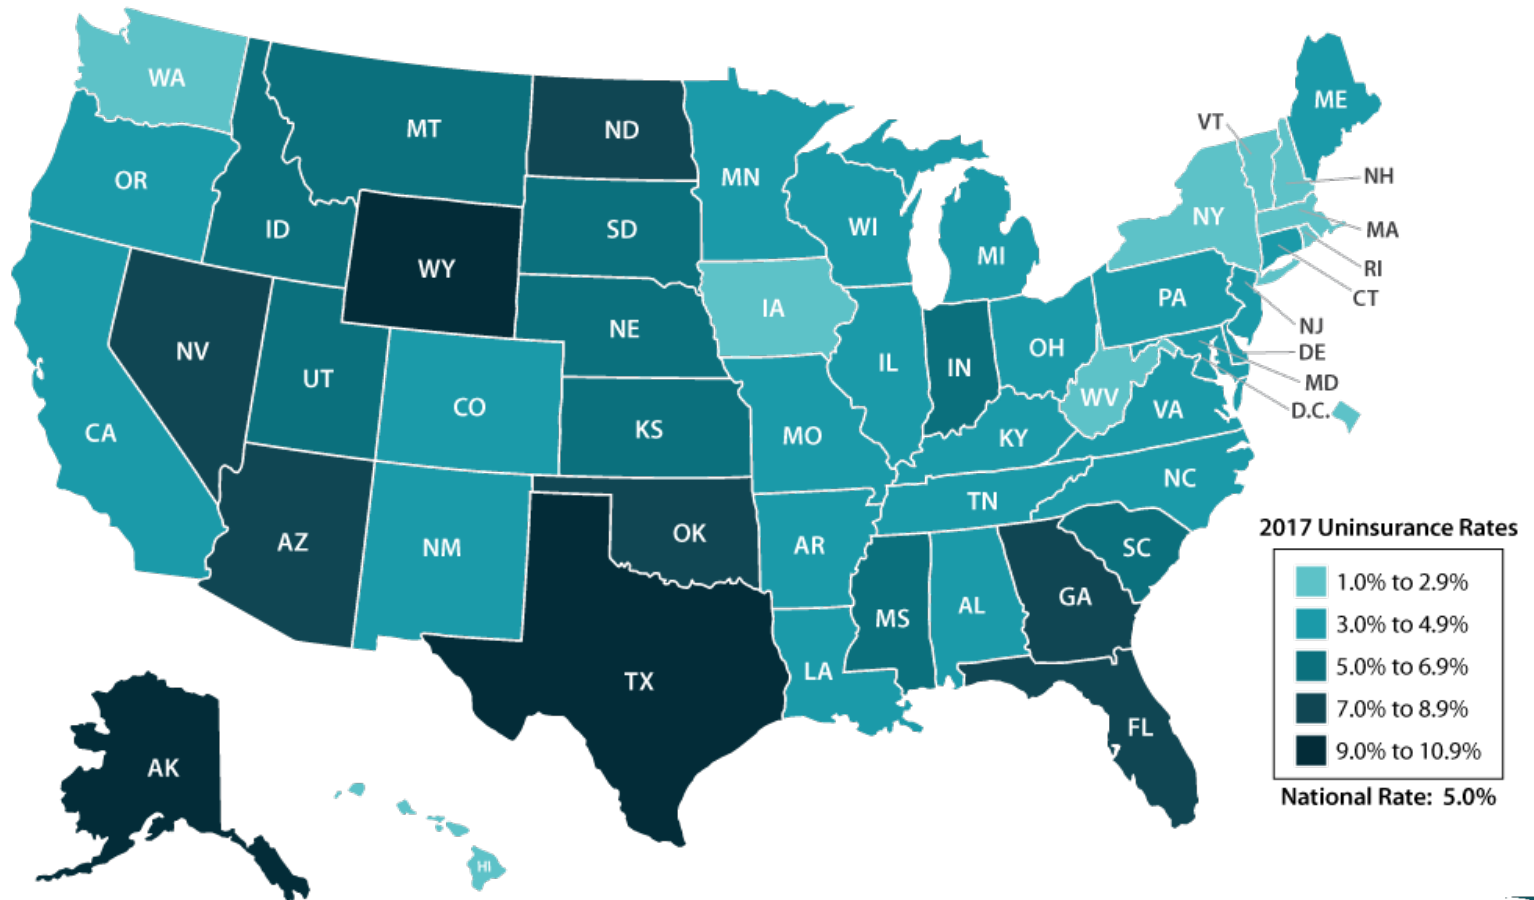 WA
MT
ND
MN
OR
ID
WY
SD
WI
MI
NY
VT
ME
NH
MA
RI
CT
NJ
DE
MD
D.C.
PA
IA
NE
NV
UT
CO
KS
MO
IL
IN
OH
WV
VA
KY
CA
AZ
NM
OK
AR
TN
NC
SC
MS
AL
GA
LA
TX
FL
AK
HI
2017 Uninsurance Rates
1.0% to 2.9%
3.0% to 4.9%
5.0% to 6.9%
7.0% to 8.9%
9.0% to 10.9%
National Rate: 5.0%